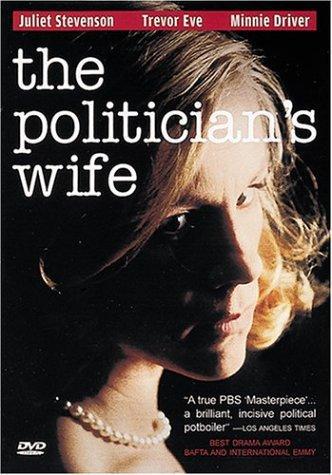 Juliet Stevenson Trevor Eve Minnie Driver
the
politician's
wife
"A true PBS 'Masterpiece'...
a brilliant, incisive political
potboiler" —LOS ANGELES TIMES
BEST DRAMA AWARD
BAFTA AND INTERNATIONAL EMMY
DVD